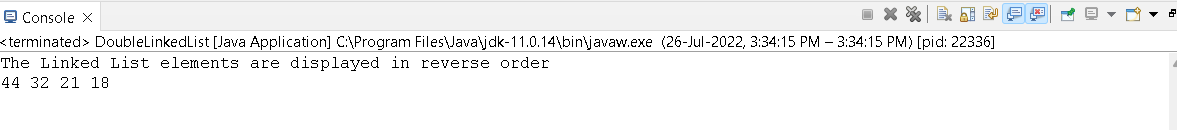 Console
<terminated> DoubleLinkedList [Java Application] C:\Program Files\Java\jdk-11.0.14\bin\javaw.exe (26-Jul-2022, 3:34:15 PM – 3:34:15 PM) [pid: 22336]
The Linked List elements are displayed in reverse order
44 32 21 18